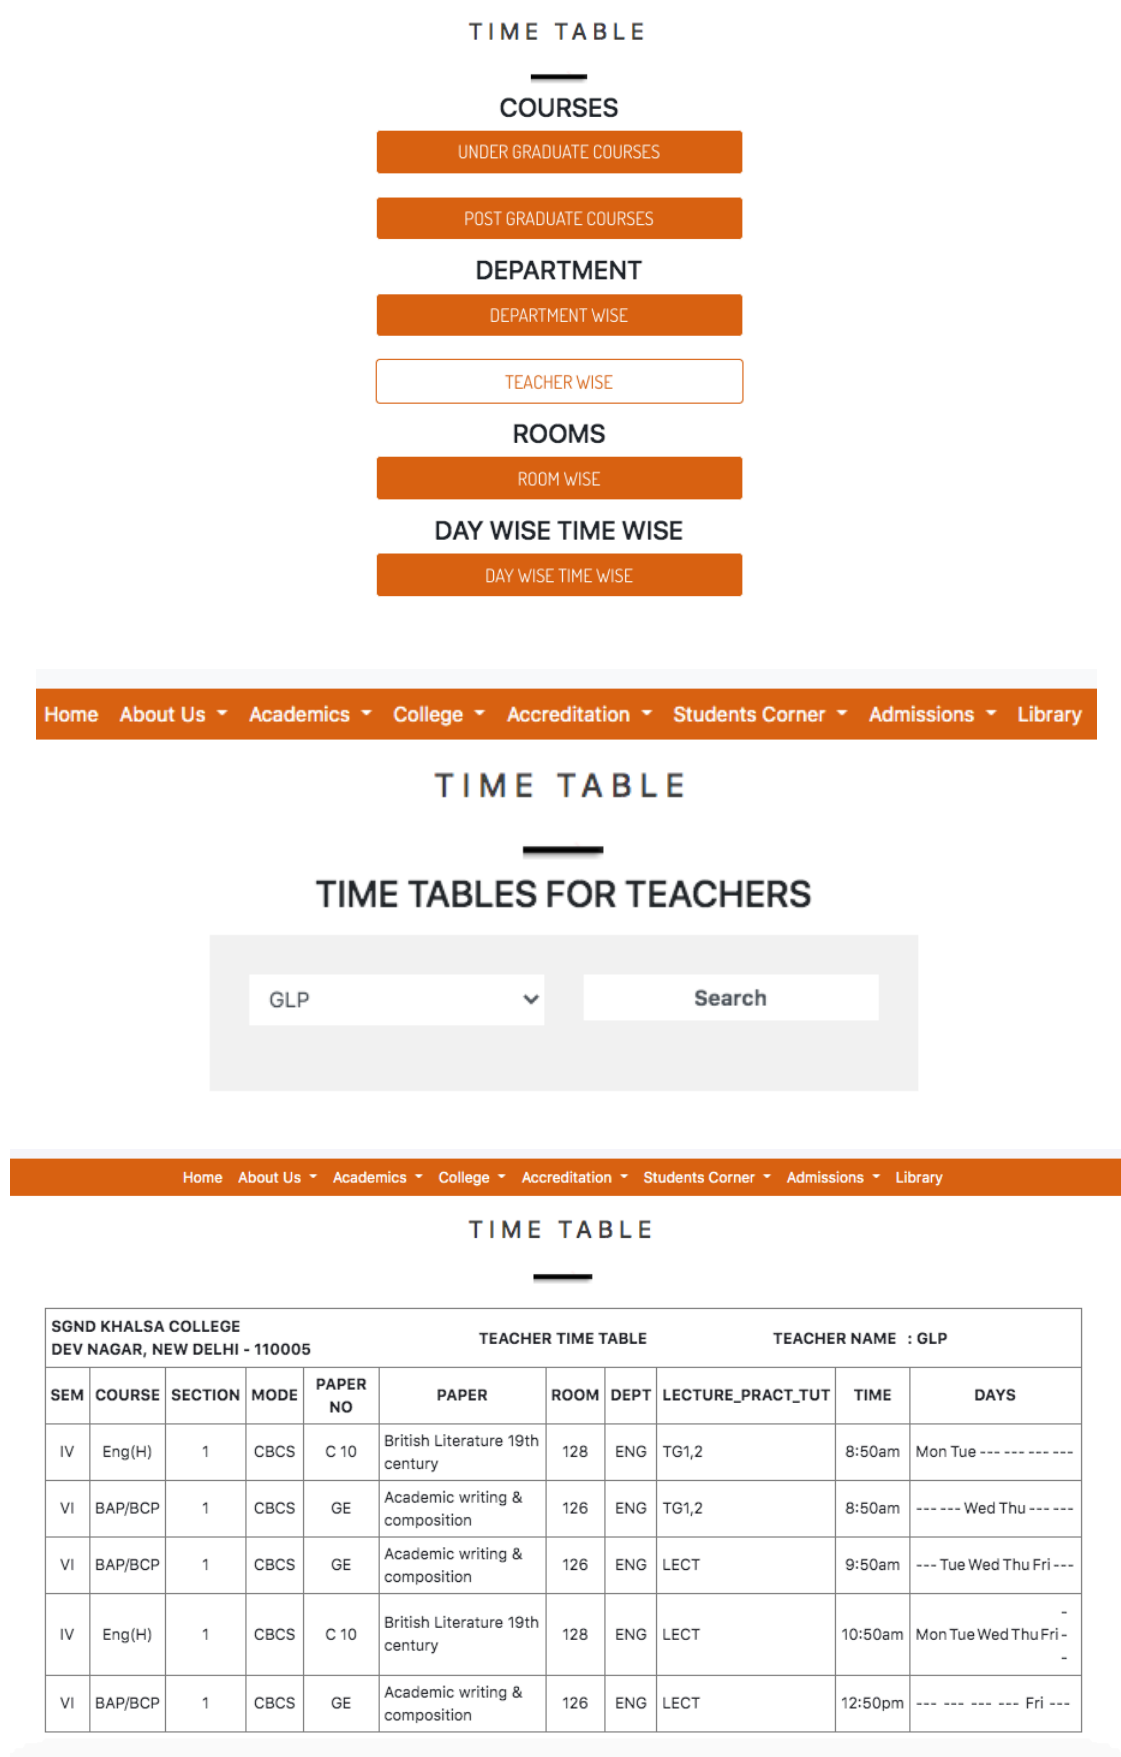 TIME TABLE
COURSES
UNDER GRADUATE COURSES
POST GRADUATE COURSES
DEPARTMENT
DEPARTMENT WISE
TEACHER WISE
ROOMS
ROOM WISE
DAY WISE TIME WISE
DAY WISE TIME WISE
Home About Us Academics College Accreditation Students Corner Admissions Library
TIME TABLE
TIME TABLES FOR TEACHERS
GLP Search
Home About Us Academics College Accreditation Students Corner Admissions Library
TIME TABLE
SGND KHALSA COLLEGE
DEV NAGAR, NEW DELHI - 110005
TEACHER TIME TABLE TEACHER NAME : GLP
SEM COURSE SECTION MODE PAPER NO PAPER ROOM DEPT LECTURE_PRACT_TUT TIME DAYS
IV Eng(H) 1 CBCS C 10 British Literature 19th century 128 ENG TG1,2 8:50am Mon Tue --- --- --- ---
VI BAP/BCP 1 CBCS GE Academic writing & composition 126 ENG TG1,2 8:50am --- --- Wed Thu --- ---
VI BAP/BCP 1 CBCS GE Academic writing & composition 126 ENG LECT 9:50am --- Tue Wed Thu Fri ---
IV Eng(H) 1 CBCS C 10 British Literature 19th century 128 ENG LECT 10:50am Mon Tue Wed Thu Fri ---
VI BAP/BCP 1 CBCS GE Academic writing & composition 126 ENG LECT 12:50pm --- --- --- --- Fri ---